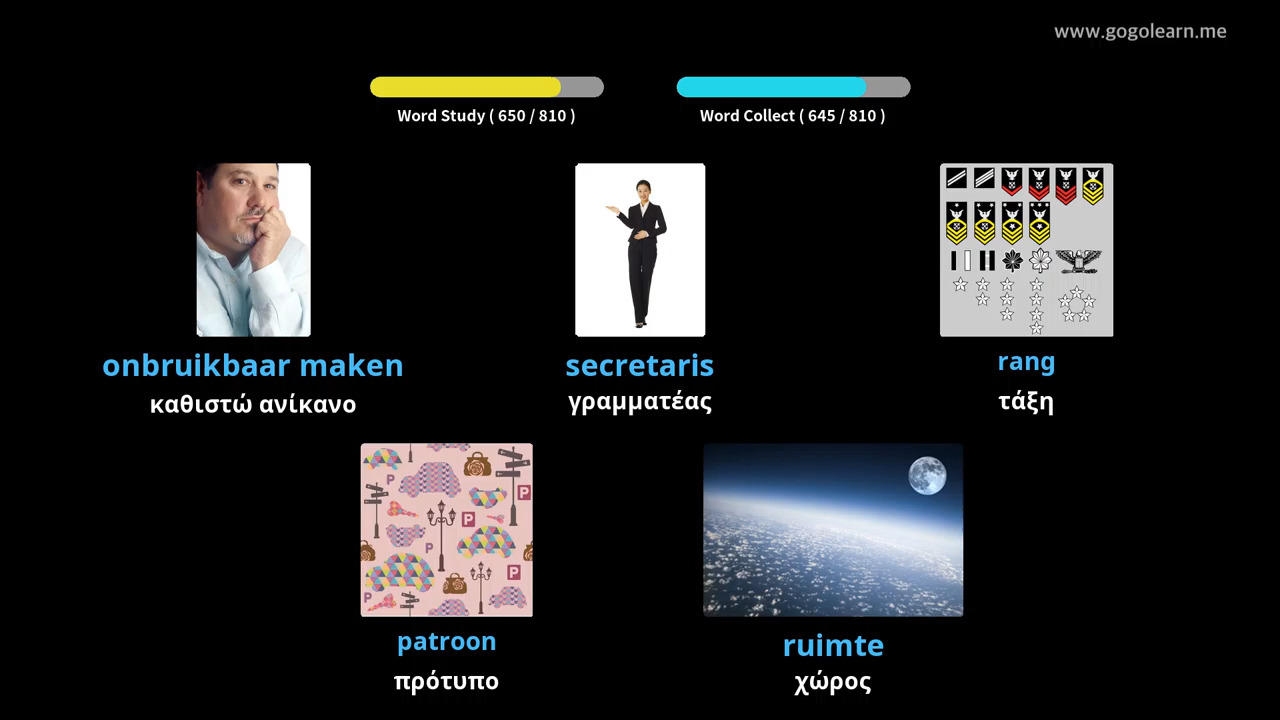 www.gogolearn.me
Word Study ( 650 / 810 )
Word Collect ( 645 / 810 )
onbruikbaar maken
καθιστώ ανίκανο
secretaris
γραμματέας
rang
τάξη
P
P
P
P
P
P
patroon
πρότυπο
ruimte
χώρος